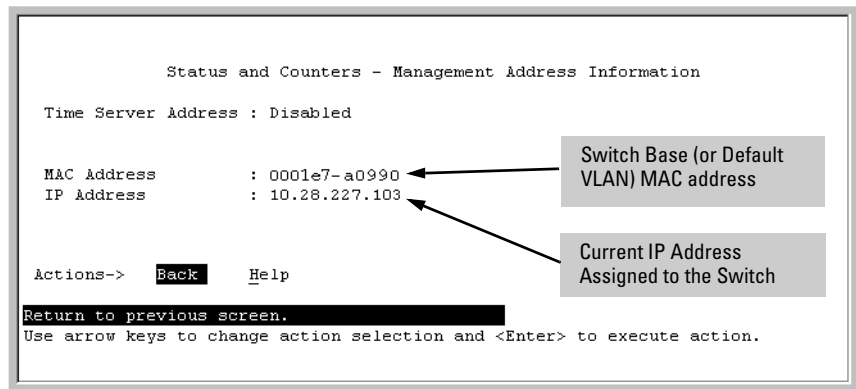 Status and Counters - Management Address Information
Time Server Address : Disabled
MAC Address : 0001e7-a0990
Switch Base (or Default
VLAN) MAC address
IP Address : 10.28.227.103
Current IP Address
Assigned to the Switch
Actions-> Back Help
Return to previous screen.
Use arrow keys to change action selection and <Enter> to execute action.